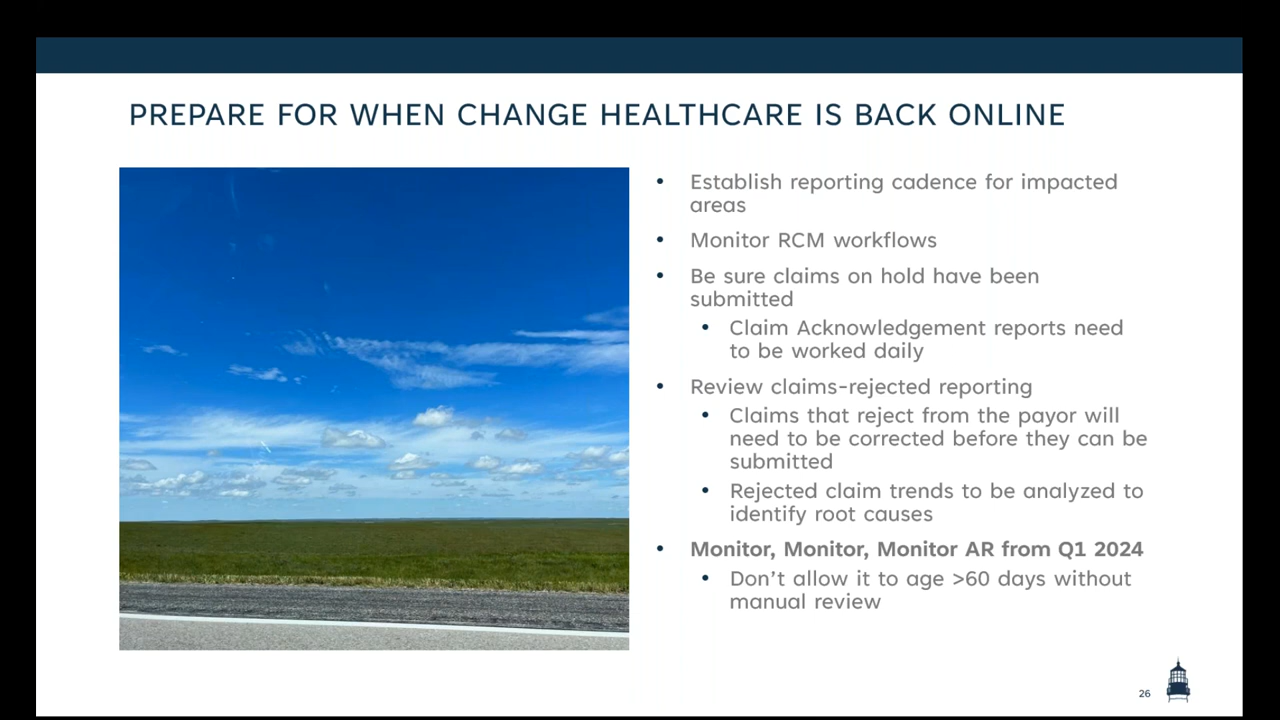 PREPARE FOR WHEN CHANGE HEALTHCARE IS BACK ONLINE
• Establish reporting cadence for impacted
areas
• Monitor RCM workflows
• Be sure claims on hold have been
submitted
• Claim Acknowledgement reports need
to be worked daily
• Review claims-rejected reporting
• Claims that reject from the payor will
need to be corrected before they can be
submitted
• Rejected claim trends to be analyzed to
identify root causes
• Monitor, Monitor, Monitor AR from Q1 2024
• Don’t allow it to age >60 days without
manual review
26